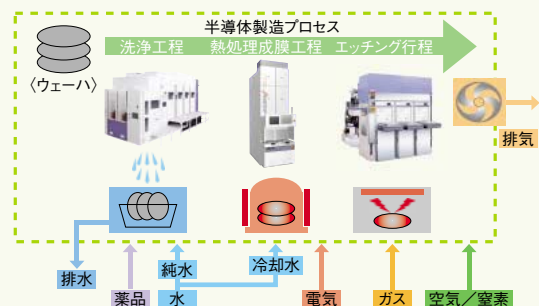 半導体製造プロセス
洗浄工程 熱処理成膜工程 エッチング行程
〈ウェーハ〉
排気
排水
純水
冷却水
薬品
水
電気
ガス
空気／窒素